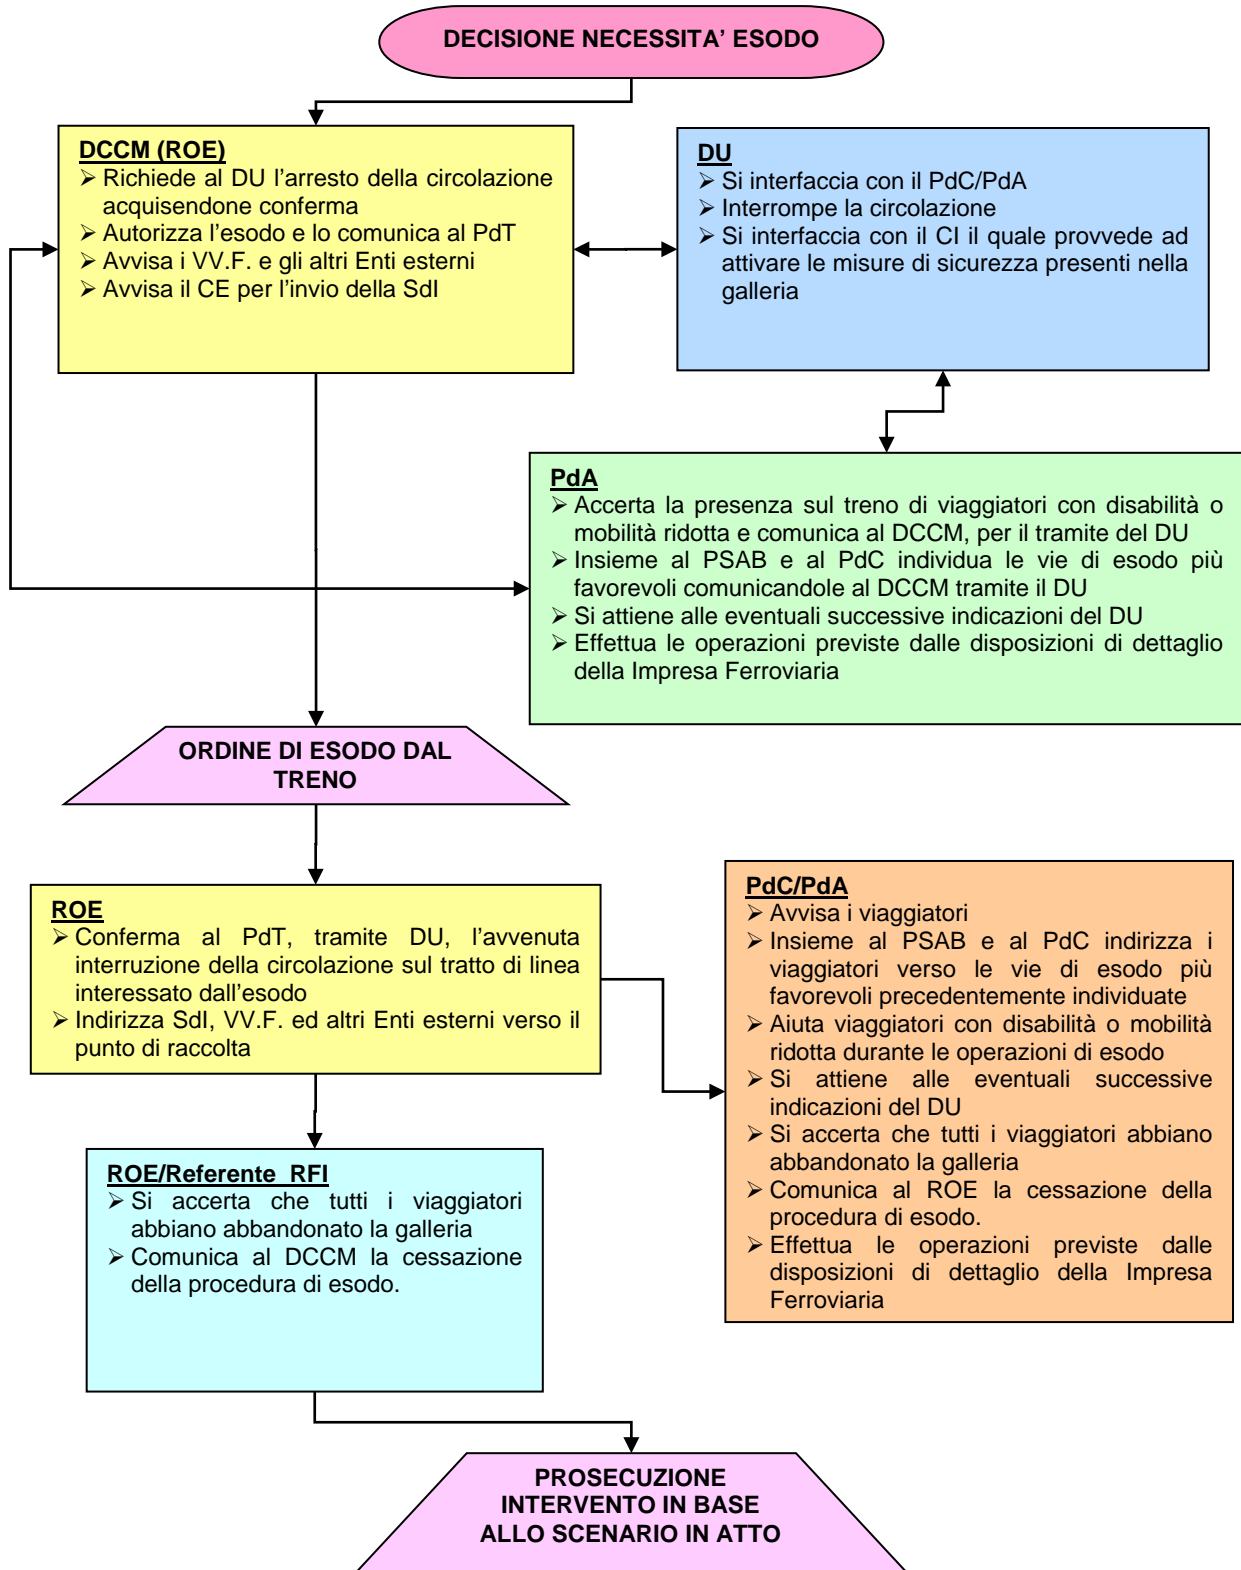 DECISIONE NECESSITA' ESODO
DCCM (ROE)
➢ Richiede al DU l'arresto della circolazione
acquisendone conferma
➢ Autorizza l'esodo e lo comunica al PdT
➢ Avvisa i VV.F. e gli altri Enti esterni
➢ Avvisa il CE per l'invio della SdI
DU
➢ Si interfaccia con il PdC/PdA
➢ Interrompe la circolazione
➢ Si interfaccia con il CI il quale provvede ad
attivare le misure di sicurezza presenti nella
galleria
PdA
➢ Accerta la presenza sul treno di viaggiatori con disabilità o
mobilità ridotta e comunica al DCCM, per il tramite del DU
➢ Insieme al PSAB e al PdC individua le vie di esodo più
favorevoli comunicandole al DCCM tramite il DU
➢ Si attiene alle eventuali successive indicazioni del DU
➢ Effettua le operazioni previste dalle disposizioni di dettaglio
della Impresa Ferroviaria
ORDINE DI ESODO DAL
TRENO
ROE
➢ Conferma al PdT, tramite DU, l'avvenuta
interruzione della circolazione sul tratto di linea
interessato dall'esodo
➢ Indirizza SdI, VV.F. ed altri Enti esterni verso il
punto di raccolta
PdC/PdA
➢ Avvisa i viaggiatori
➢ Insieme al PSAB e al PdC indirizza i
viaggiatori verso le vie di esodo più
favorevoli precedentemente individuate
➢ Aiuta viaggiatori con disabilità o mobilità
ridotta durante le operazioni di esodo
➢ Si attiene alle eventuali successive
indicazioni del DU
➢ Si accerta che tutti i viaggiatori abbiano
abbandonato la galleria
➢ Comunica al ROE la cessazione della
procedura di esodo.
➢ Effettua le operazioni previste dalle
disposizioni di dettaglio della Impresa
Ferroviaria
ROE/Referente RFI
➢ Si accerta che tutti i viaggiatori
abbiano abbandonato la galleria
➢ Comunica al DCCM la cessazione
della procedura di esodo.
PROSECUZIONE
INTERVENTO IN BASE
ALLO SCENARIO IN ATTO